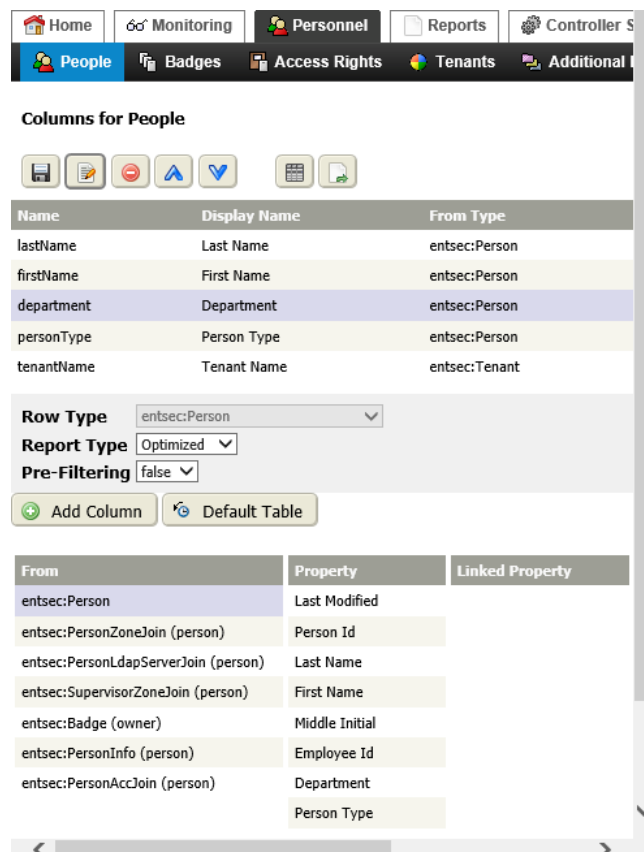 Home Monitoring Personnel Reports Controller S
People Badges Access Rights Tenants Additional
Columns for People
Name Display Name From Type
lastName Last Name entsec:Person
firstName First Name entsec:Person
department Department entsec:Person
personType Person Type entsec:Person
tenantName Tenant Name entsec:Tenant
Row Type entsec:Person
Report Type Optimized
Pre-Filtering false
Add Column Default Table
From Property Linked Property
entsec:Person Last Modified
entsec:PersonZoneJoin (person) Person Id
entsec:PersonLdapServerJoin (person) Last Name
entsec:SupervisorZoneJoin (person) First Name
entsec:Badge (owner) Middle Initial
entsec:PersonInfo (person) Employee Id
entsec:PersonAccJoin (person) Department
Person Type